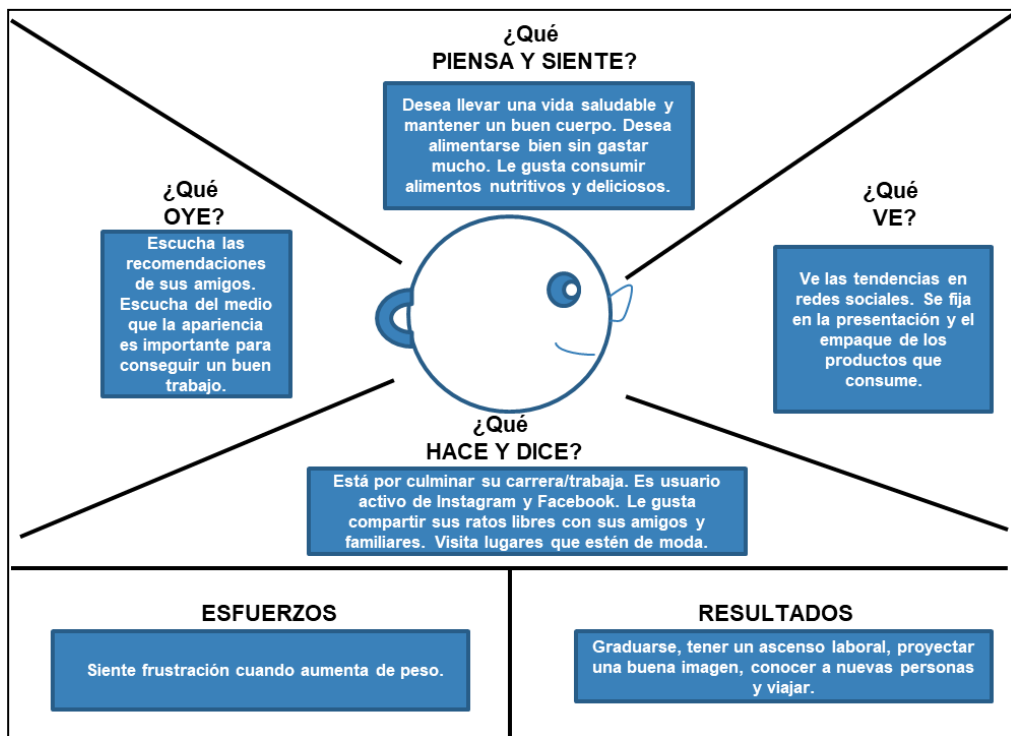 ¿Qué
PIENSA Y SIENTE?
Desea llevar una vida saludable y
mantener un buen cuerpo. Desea
alimentarse bien sin gastar
mucho. Le gusta consumir
alimentos nutritivos y deliciosos.
¿Qué
OYE?
Escucha las
recomendaciones
de sus amigos.
Escucha del medio
que la apariencia
es importante para
conseguir un buen
trabajo.
¿Qué
VE?
Ve las tendencias en
redes sociales. Se fija
en la presentación y el
empaque de los
productos que
consume.
¿Qué
HACE Y DICE?
Está por culminar su carrera/trabaja. Es usuario
activo de Instagram y Facebook. Le gusta
compartir sus ratos libres con sus amigos y
familiares. Visita lugares que estén de moda.
ESFUERZOS
Siente frustración cuando aumenta de peso.
RESULTADOS
Graduarse, tener un ascenso laboral, proyectar
una buena imagen, conocer a nuevas personas
y viajar.